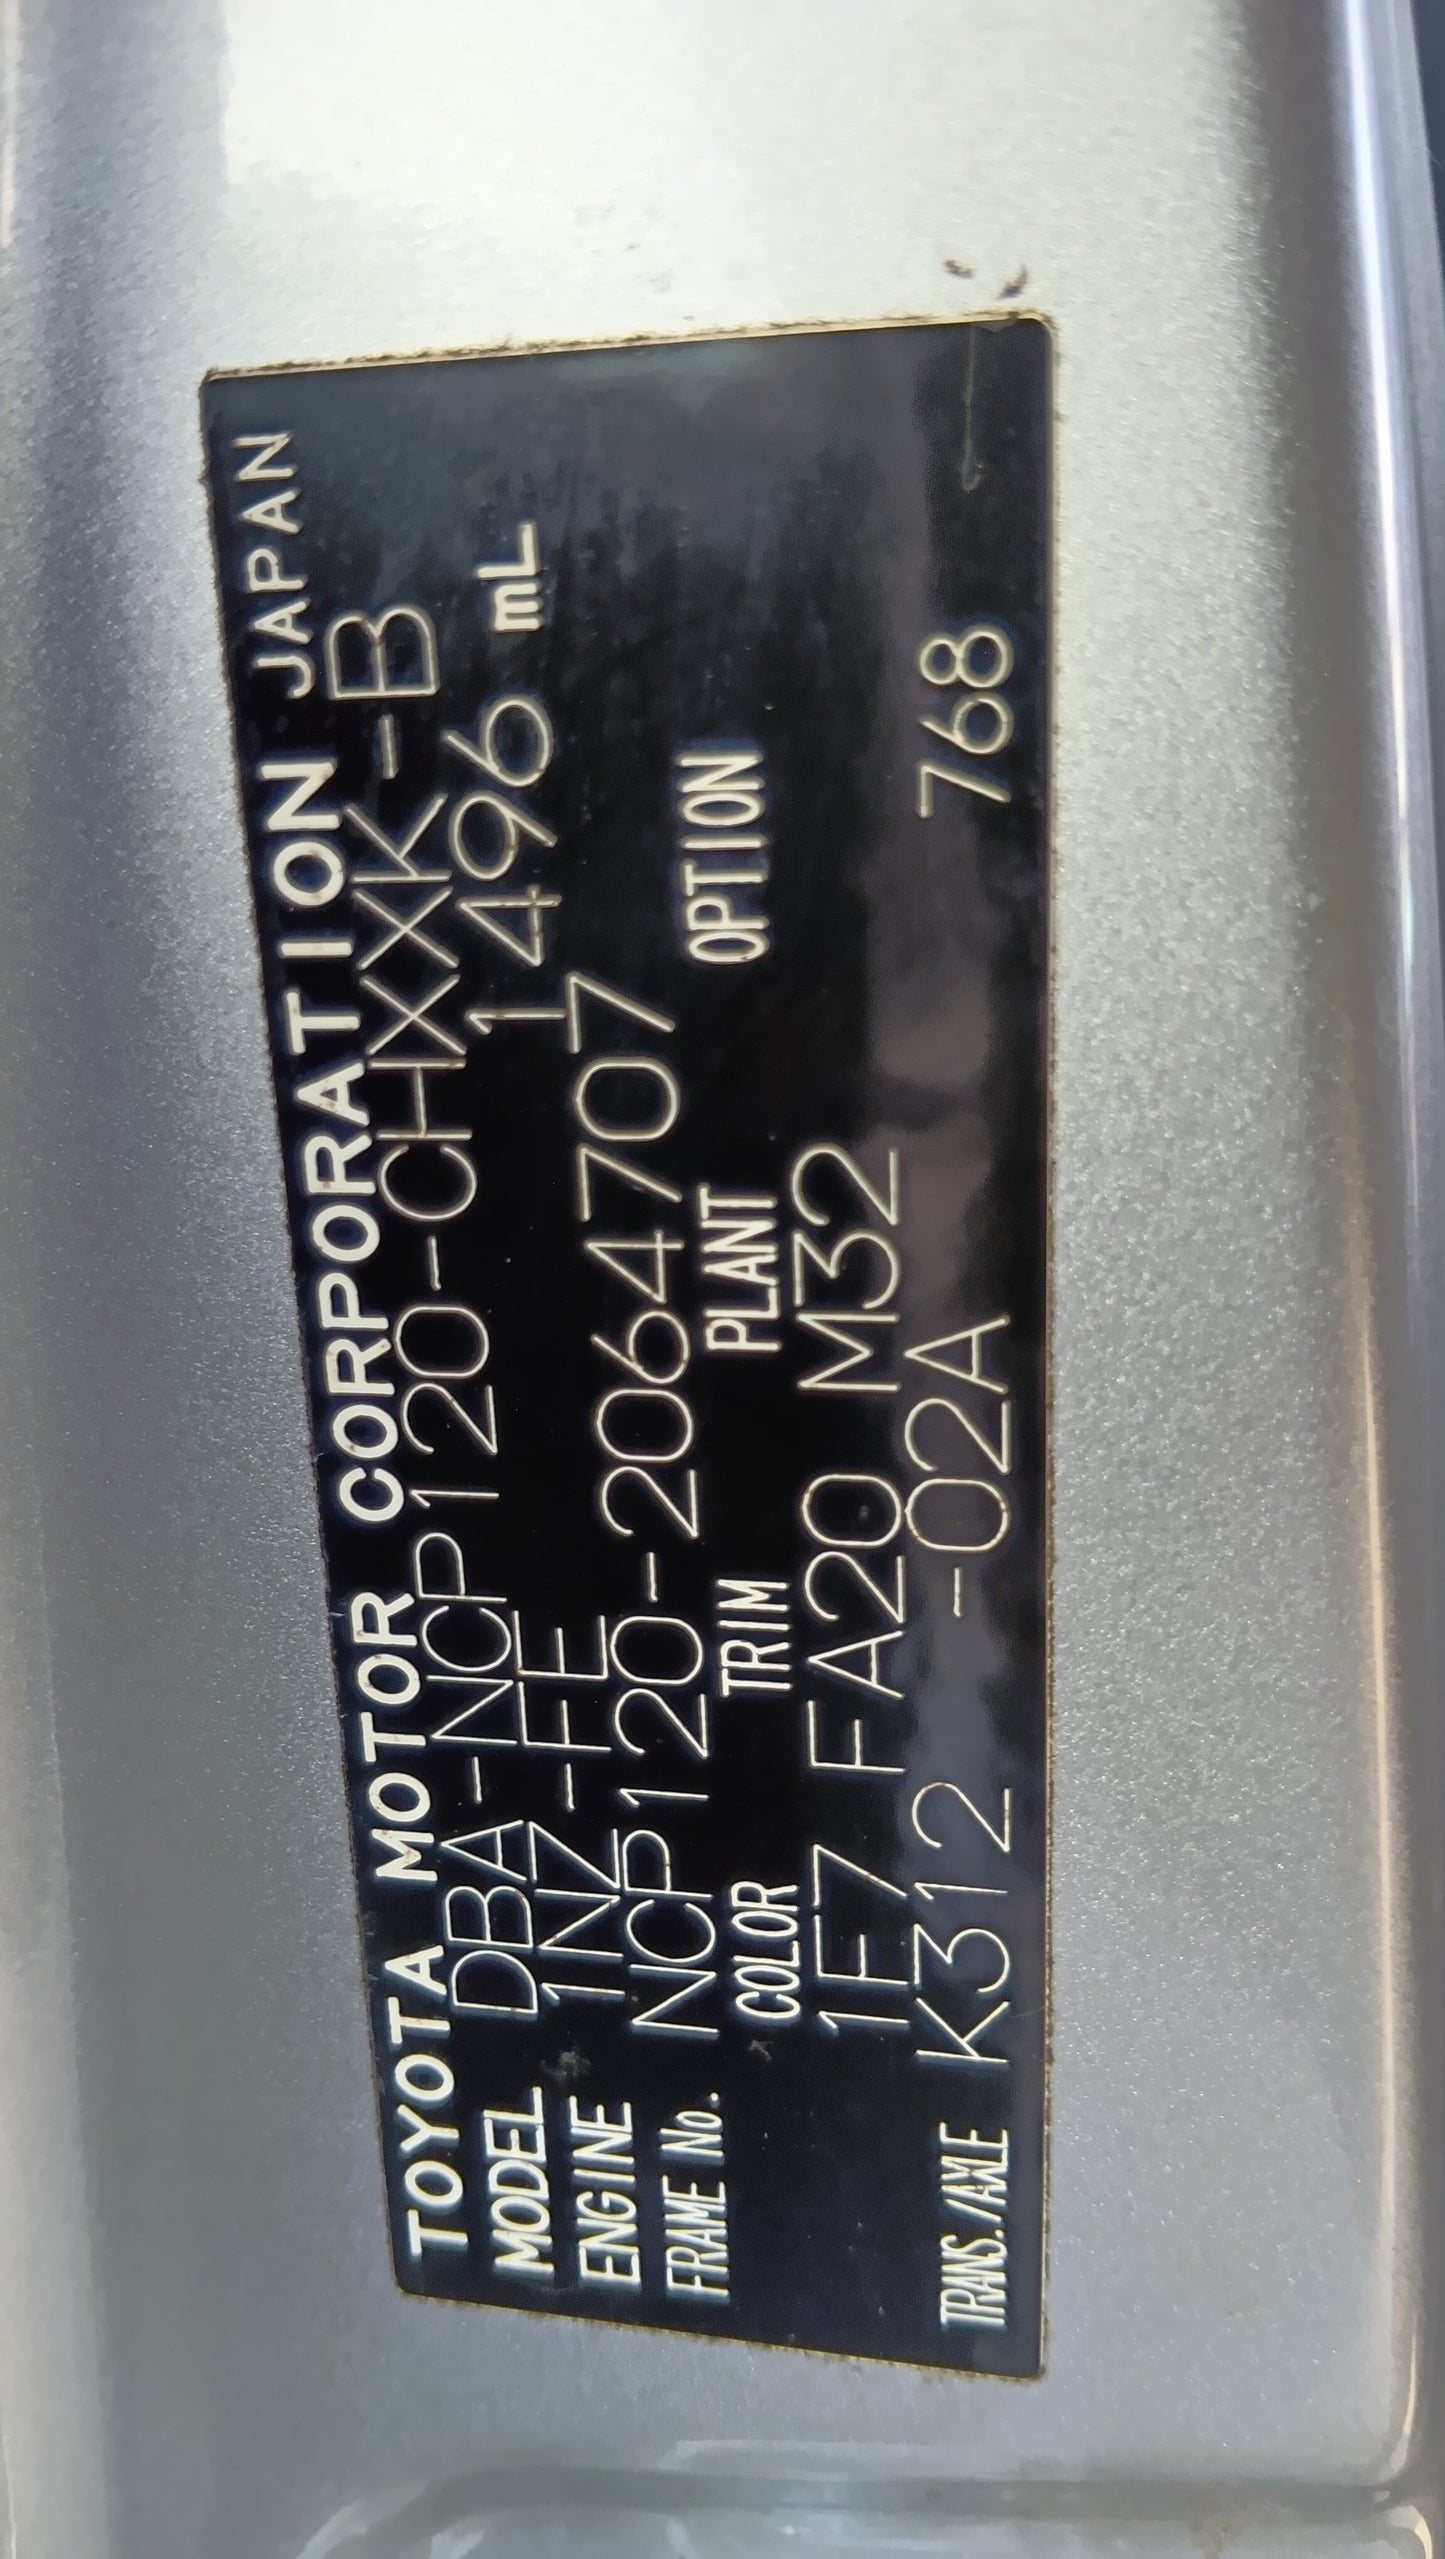 TOYOTA MOTOR CORPORATION JAPAN
MODEL DBA-NCP120-CHXXK-B
ENGINE 1NZ-FE 1496 mL
FRAME No. NCP120-2064707
COLOR TRIM PLANT OPTION
1F7 FA20 M32
TRANS./AXLE K312 -02A 768